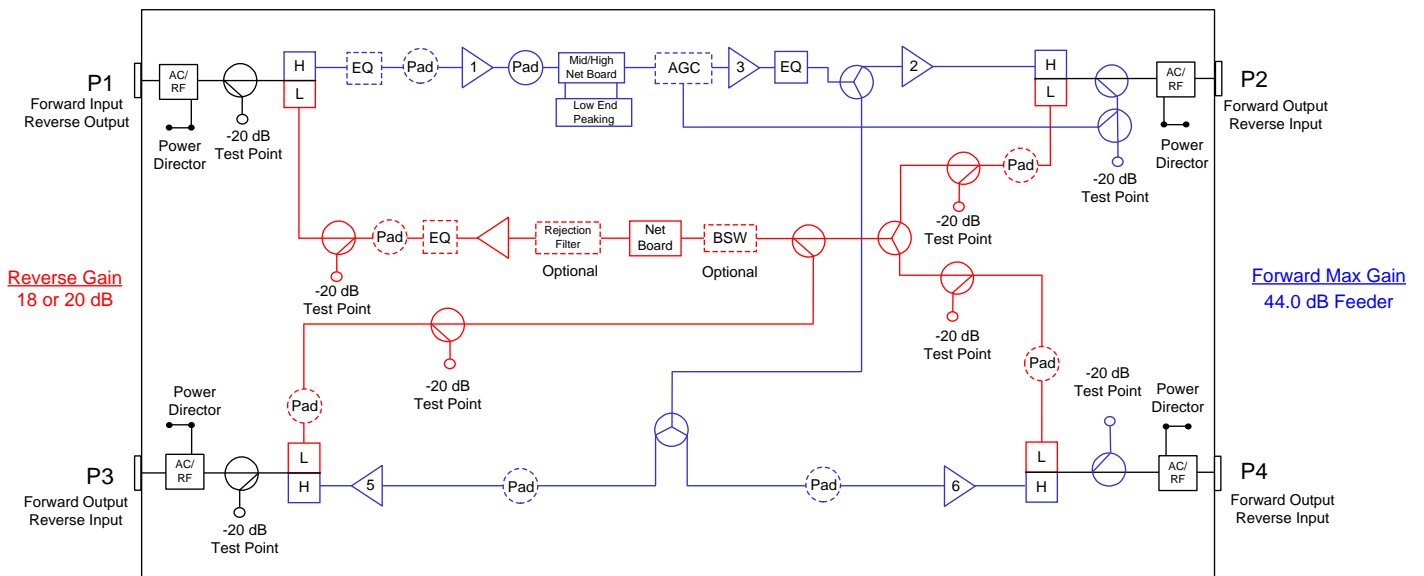 P1
Forward Input
Reverse Output
AC/
RF
Power
Director
-20 dB
Test Point
H
L
EQ
Pad
1
Pad
Mid/High
Net Board
Low End
Peaking
AGC
3
EQ
2
H
L
AC/
RF
P2
Forward Output
Reverse Input
Power
Director
-20 dB
Test Point
Pad
-20 dB
Test Point
Pad
EQ
Rejection
Filter
Optional
Net
Board
BSW
Optional
-20 dB
Test Point
Reverse Gain
18 or 20 dB
Forward Max Gain
44.0 dB Feeder
-20 dB
Test Point
-20 dB
Test Point
Pad
Pad
-20 dB
Test Point
Power
Director
Power
Director
P3
Forward Output
Reverse Input
AC/
RF
-20 dB
Test Point
L
H
5
Pad
Pad
6
L
H
AC/
RF
P4
Forward Output
Reverse Input